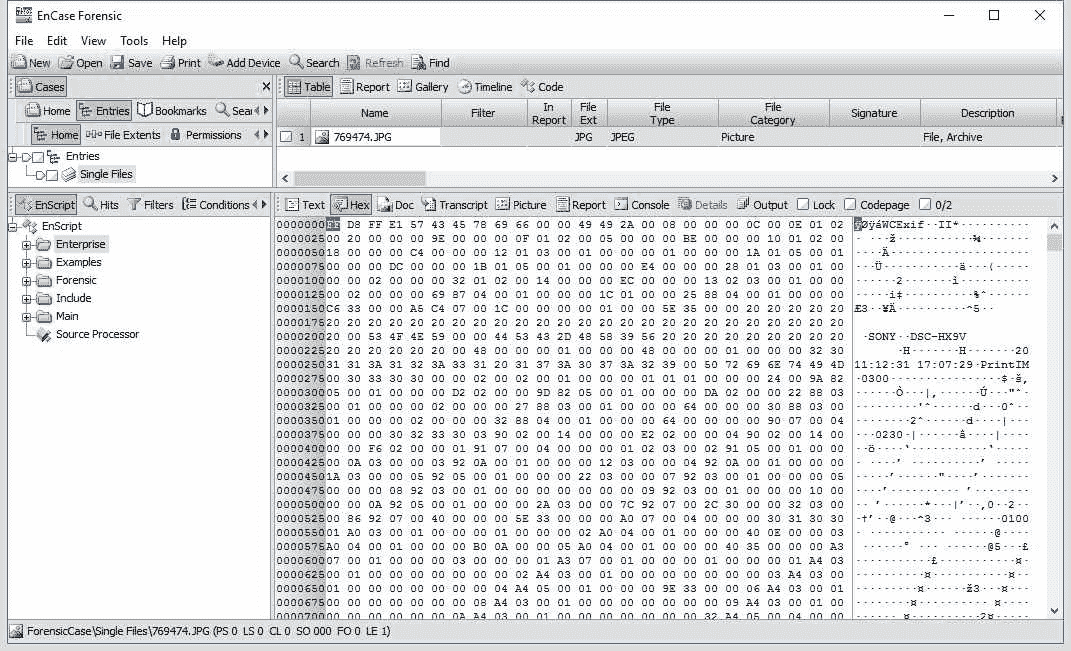 EnCase Forensic
File Edit View Tools Help
New Open Save Print Add Device Search Refresh Find
Cases
Home Entries Bookmarks Sear
Home File Extents Permissions
Entries
Single Files
Table Report Gallery Timeline Code
Name Filter In Report File Ext File Type File Category Signature Description
1 769474.JPG JPG JPEG Picture File, Archive
EnScript Hits Filters Conditions
EnScript
Enterprise
Examples
Forensic
Include
Main
Source Processor
Text Hex Doc Transcript Picture Report Console Details Output Lock Codepage 0/2
0000000 D8 FF E1 57 43 45 78 69 66 00 00 49 49 2A 00 08 00 00 00 0C 00 0E 01 02
0000025 00 20 00 00 00 9E 00 00 00 0F 01 02 00 05 00 00 00 BE 00 00 00 10 01 02 00
0000050 18 00 00 00 C4 00 00 00 12 01 03 00 01 00 00 00 01 00 00 00 1A 01 05 00 01
0000075 00 00 00 DC 00 00 00 1B 01 05 00 01 00 00 00 E4 00 00 00 28 01 03 00 01 00
0000100 00 00 02 00 00 00 32 01 02 00 14 00 00 00 EC 00 00 00 13 02 03 00 01 00 00
0000125 00 02 00 00 00 69 87 04 00 01 00 00 00 1C 01 00 00 25 88 04 00 01 00 00 00
0000150 C6 33 00 00 A5 C4 07 00 1C 00 00 00 00 01 00 00 5E 35 00 00 20 20 20 20 20
0000175 20 20 20 20 20 20 20 20 20 20 20 20 20 20 20 20 20 20 20 20 20 20 20 20 20
0000200 20 00 53 4F 4E 59 00 00 44 53 43 2D 48 58 39 56 20 20 20 20 20 20 20 20 20
0000225 20 20 20 20 20 20 00 48 00 00 00 01 00 00 00 48 00 00 00 01 00 00 00 32 30
0000250 31 31 3A 31 32 3A 33 31 20 31 37 3A 30 37 3A 32 39 00 50 72 69 6E 74 49 4D
0000275 00 30 33 30 30 00 00 02 00 02 00 01 00 00 00 01 01 01 00 00 00 24 00 9A 82
0000300 05 00 01 00 00 00 D2 02 00 00 9D 82 05 00 01 00 00 00 DA 02 00 00 22 88 03
0000325 00 01 00 00 00 02 00 00 00 27 88 03 00 01 00 00 00 64 00 00 00 30 88 03 00
0000350 01 00 00 00 02 00 00 00 32 88 04 00 01 00 00 00 64 00 00 00 00 90 07 00 04
0000375 00 00 00 30 32 33 30 03 90 02 00 14 00 00 00 E2 02 00 00 04 90 02 00 14 00
0000400 00 00 F6 02 00 00 01 91 07 00 04 00 00 00 01 02 03 00 02 91 05 00 01 00 00
0000425 00 0A 03 00 00 03 92 0A 00 01 00 00 00 12 03 00 00 04 92 0A 00 01 00 00 00
0000450 1A 03 00 00 05 92 05 00 01 00 00 00 22 03 00 00 07 92 03 00 01 00 00 00 05
0000475 00 00 00 08 92 03 00 01 00 00 00 00 00 00 00 09 92 03 00 01 00 00 00 10 00
0000500 00 00 0A 92 05 00 01 00 00 00 2A 03 00 00 7C 92 07 00 2C 30 00 00 32 03 00
0000525 00 86 92 07 00 40 00 00 00 5E 33 00 00 00 A0 07 00 04 00 00 00 30 31 30 30
0000550 01 A0 03 00 01 00 00 00 01 00 00 00 02 A0 04 00 01 00 00 00 40 0E 00 00 03
0000575 A0 04 00 01 00 00 00 B0 0A 00 00 05 A0 04 00 01 00 00 00 40 35 00 00 00 A3
0000600 07 00 01 00 00 00 03 00 00 00 01 A3 07 00 01 00 00 00 01 00 00 00 01 A4 03
0000625 00 01 00 00 00 00 00 00 00 02 A4 03 00 01 00 00 00 00 00 00 00 03 A4 03 00
0000650 01 00 00 00 00 00 00 00 04 A4 05 00 01 00 00 00 9E 33 00 00 06 A4 03 00 01
0000675 00 00 00 00 00 00 00 08 A4 03 00 01 00 00 00 00 00 00 00 09 A4 03 00 01 00
0000700 00 00 00 00 00 00 0A A4 03 00 01 00 00 00 00 00 00 00 32 A4 05 00 04 00 00
ÿØÿáWCExif··II*
SONY··DSC-HX9V
H H 20
11:12:31 17:07:29·PrintIM
0300
0230
0100
ForensicCase\Single Files\769474.JPG (PS 0 LS 0 CL 0 SO 000 FO 0 LE 1)